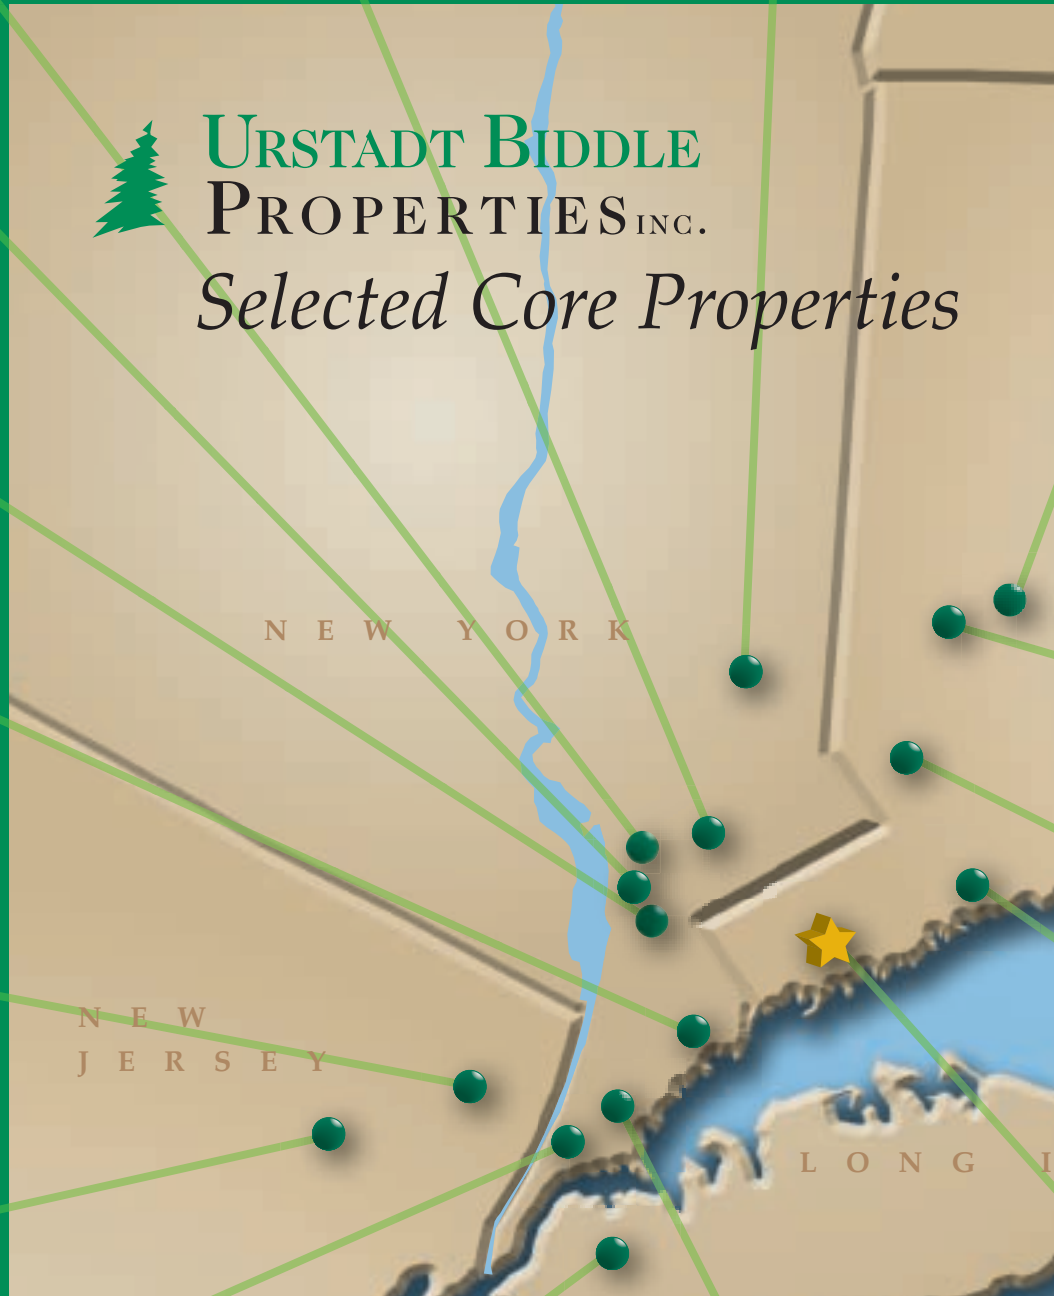 URSTADT BIDDLE
PROPERTIES INC.
Selected Core Properties
NEW YORK
NEW
JERSEY
LONG I